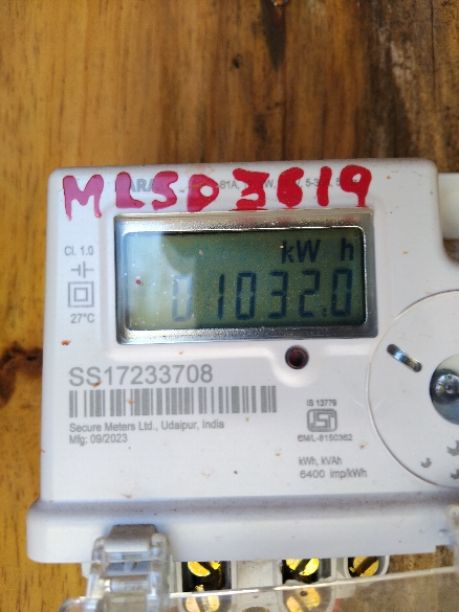 MLSD3619
kW h
01032.0
Cl. 1.0
27°C
SS17233708
Secure Meters Ltd., Udaipur, India
Mfg: 09/2023
IS 13779
CM/L-8150362
kWh, kVAh
6400 imp/kWh